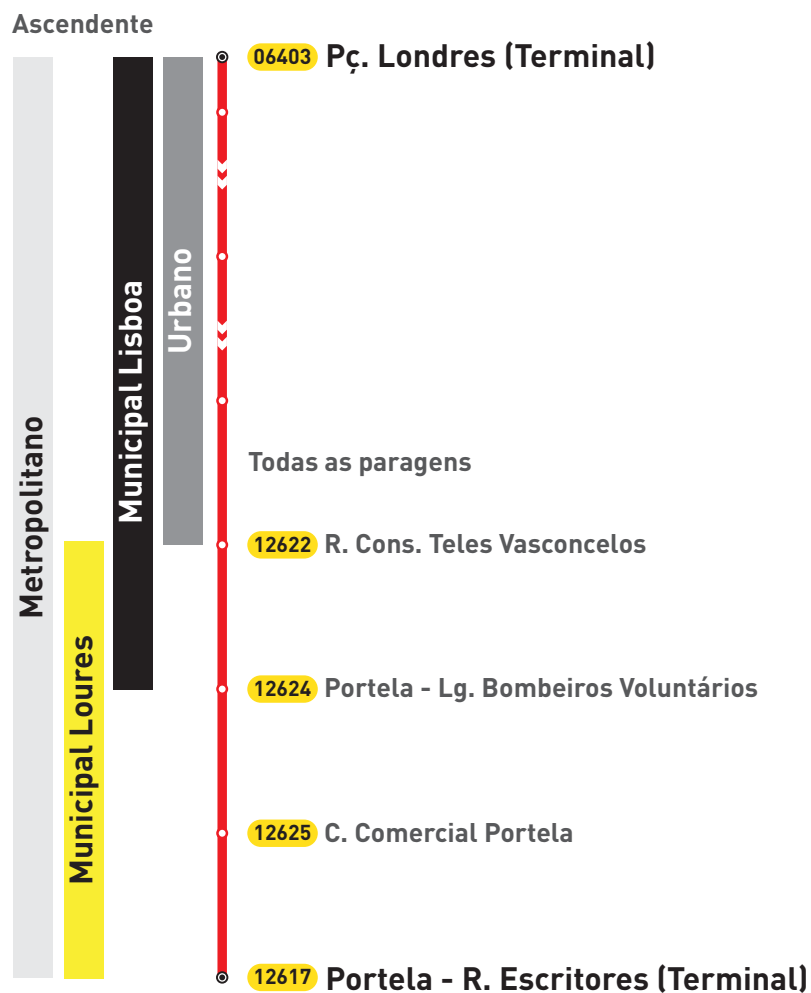 Ascendente
06403 Pç. Londres (Terminal)
Metropolitano
Municipal Loures
Municipal Lisboa
Urbano
Todas as paragens
12622 R. Cons. Teles Vasconcelos
12624 Portela - Lg. Bombeiros Voluntários
12625 C. Comercial Portela
12617 Portela - R. Escritores (Terminal)